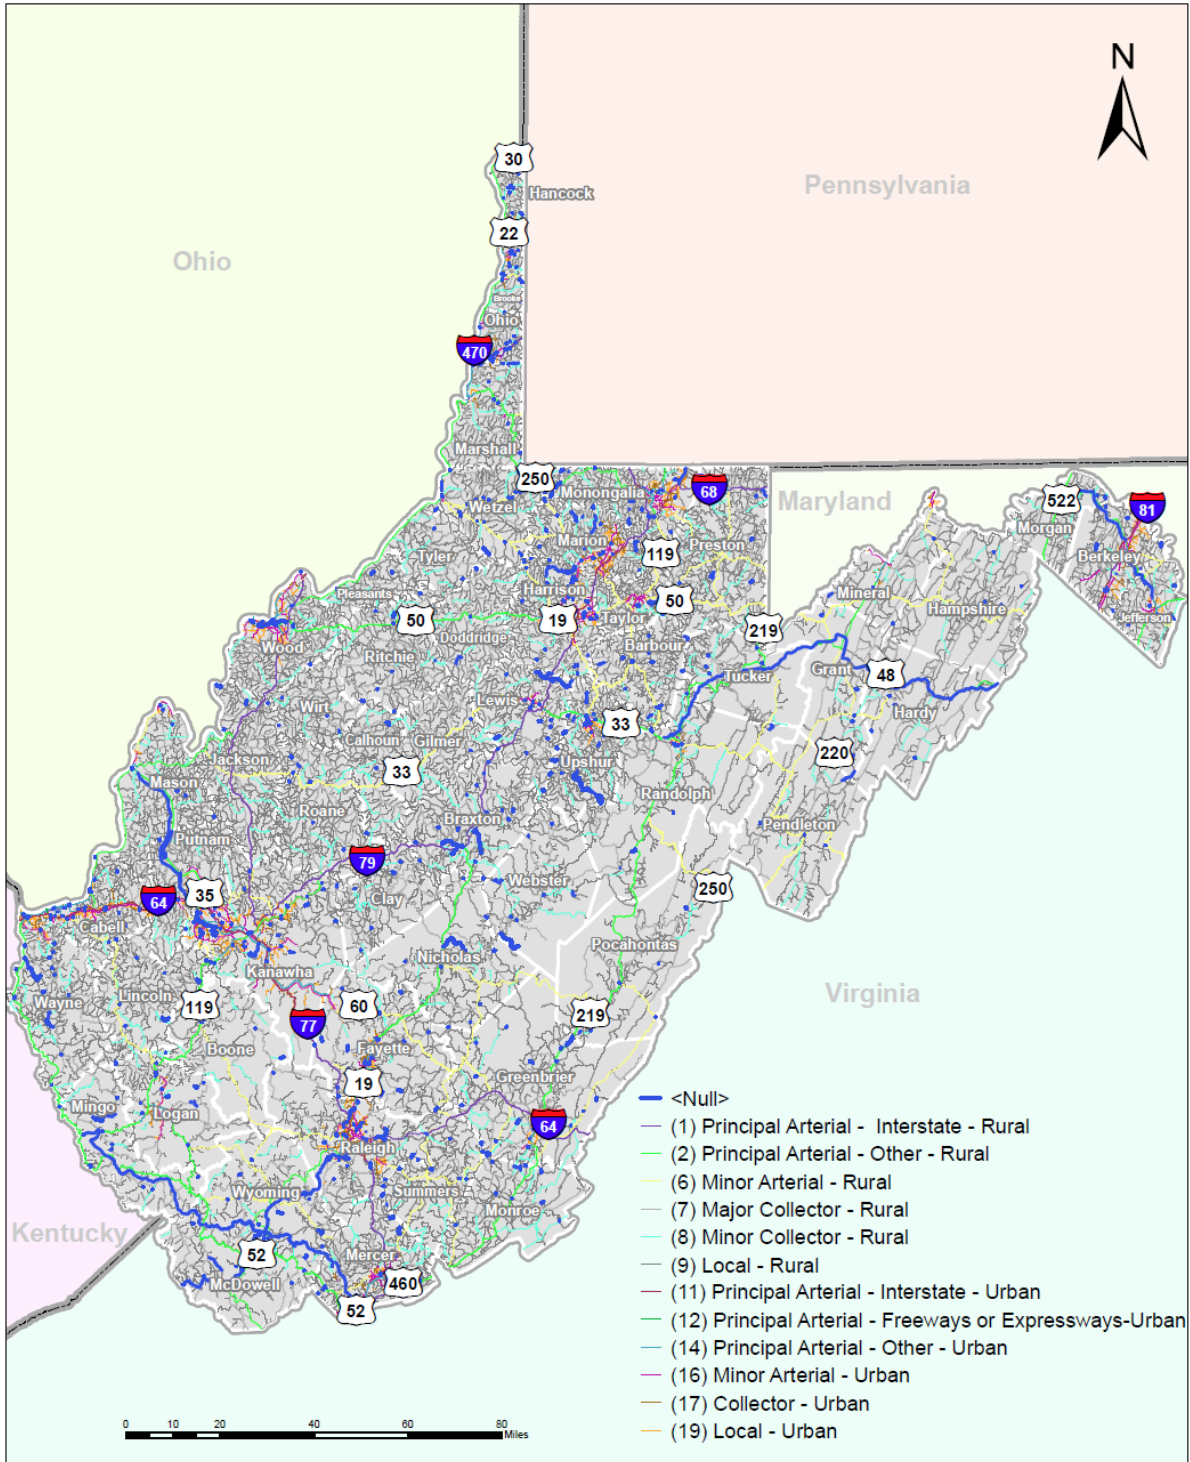 N
30
Pennsylvania
Hancock
22
Ohio
Brooke
Ohio
470
Marshall
250
Monongalia
68
Maryland
522
81
Wetzel
Morgan
Marion
119
Preston
Berkeley
Tyler
Harrison
Mineral
Pleasants
50
Hampshire
50
19
Taylor
219
Jefferson
Doddridge
Wood
Barbour
Ritchie
Tucker
Grant
48
Lewis
Wirt
33
Hardy
Calhoun
Gilmer
220
Jackson
33
Upshur
Mason
Randolph
Roane
Braxton
Pendleton
Putnam
79
Webster
250
64
35
Clay
Cabell
Pocahontas
Nicholas
Kanawha
Virginia
Wayne
Lincoln
119
60
219
77
Boone
Fayette
Greenbrier
19
Mingo
Logan
64
Raleigh
Wyoming
Summers
Monroe
Kentucky
52
Mercer
McDowell
460
52
<Null>
(1) Principal Arterial - Interstate - Rural
(2) Principal Arterial - Other - Rural
(6) Minor Arterial - Rural
(7) Major Collector - Rural
(8) Minor Collector - Rural
(9) Local - Rural
(11) Principal Arterial - Interstate - Urban
(12) Principal Arterial - Freeways or Expressways-Urban
(14) Principal Arterial - Other - Urban
(16) Minor Arterial - Urban
(17) Collector - Urban
(19) Local - Urban
0 10 20 40 60 80
Miles